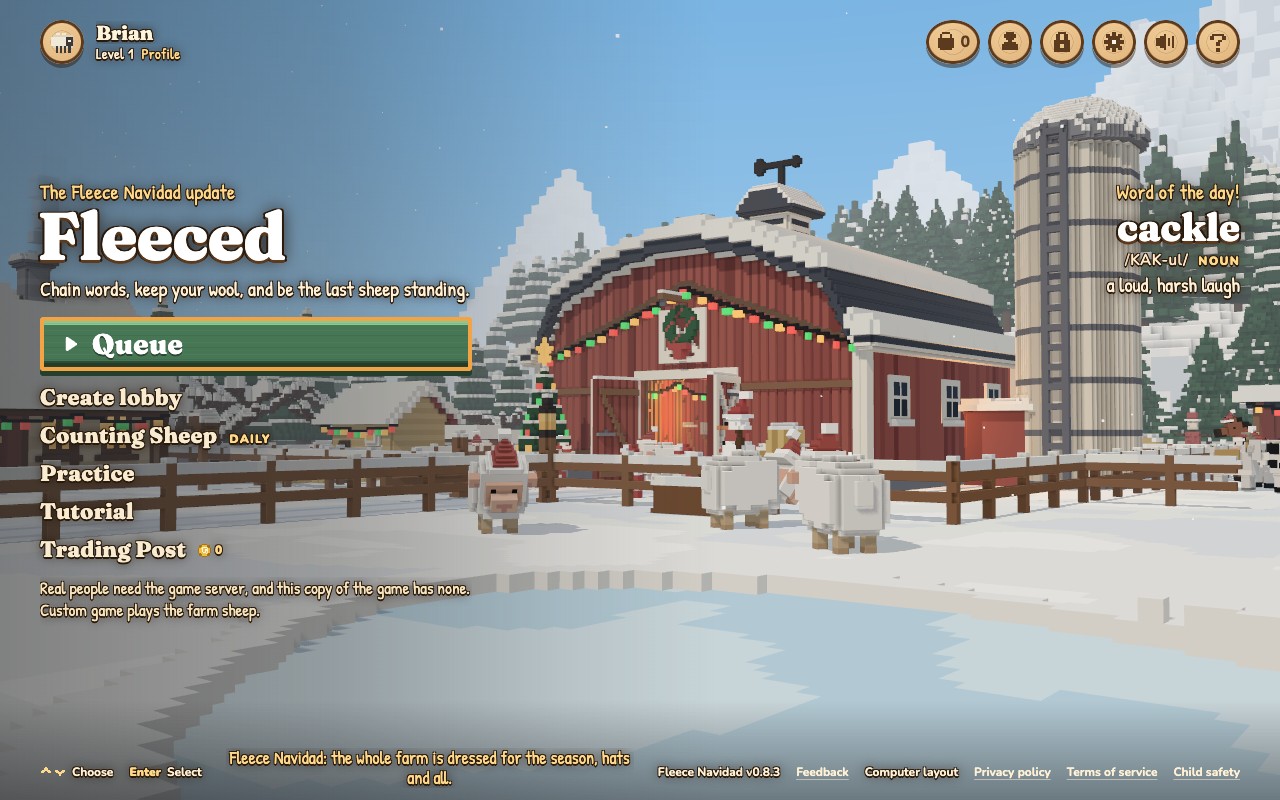 Brian
Level 1 Profile
0
?
The Fleece Navidad update
Fleeced
Chain words, keep your wool, and be the last sheep standing.
Queue
Create lobby
Counting Sheep DAILY
Practice
Tutorial
Trading Post 0
Real people need the game server, and this copy of the game has none.
Custom game plays the farm sheep.
Word of the day!
cackle
/KAK-ul/ NOUN
a loud, harsh laugh
Choose Enter Select
Fleece Navidad: the whole farm is dressed for the season, hats
and all.
Fleece Navidad v0.8.3 Feedback Computer layout Privacy policy Terms of service Child safety